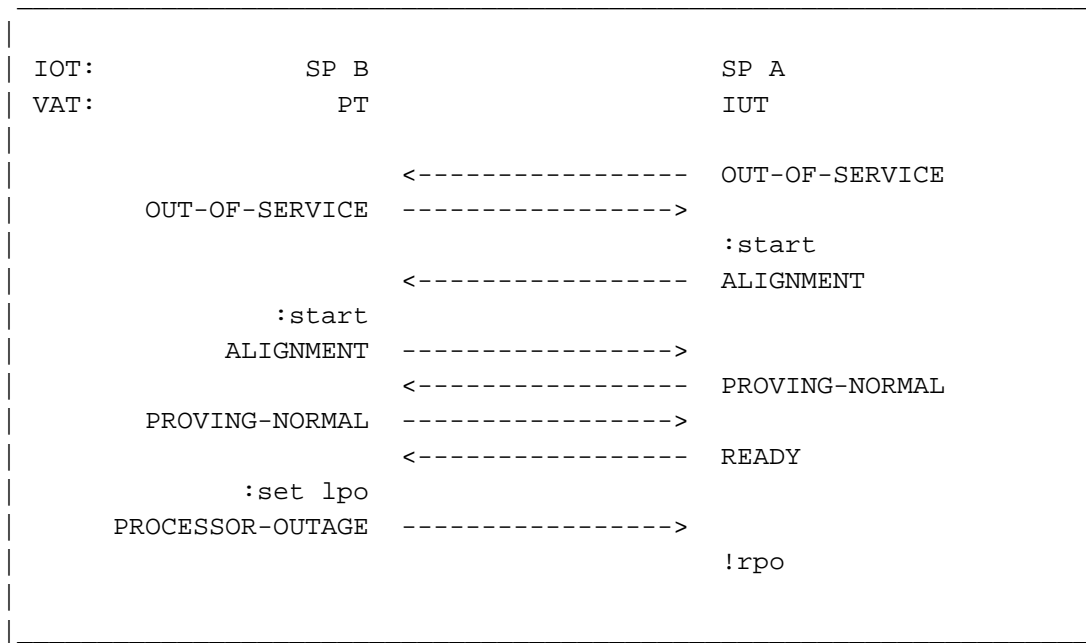 IOT: SP B SP A
VAT: PT IUT
<----------------- OUT-OF-SERVICE
OUT-OF-SERVICE ----------------->
:start
<----------------- ALIGNMENT
:start
ALIGNMENT ----------------->
<----------------- PROVING-NORMAL
PROVING-NORMAL ----------------->
<----------------- READY
:set lpo
PROCESSOR-OUTAGE ----------------->
!rpo